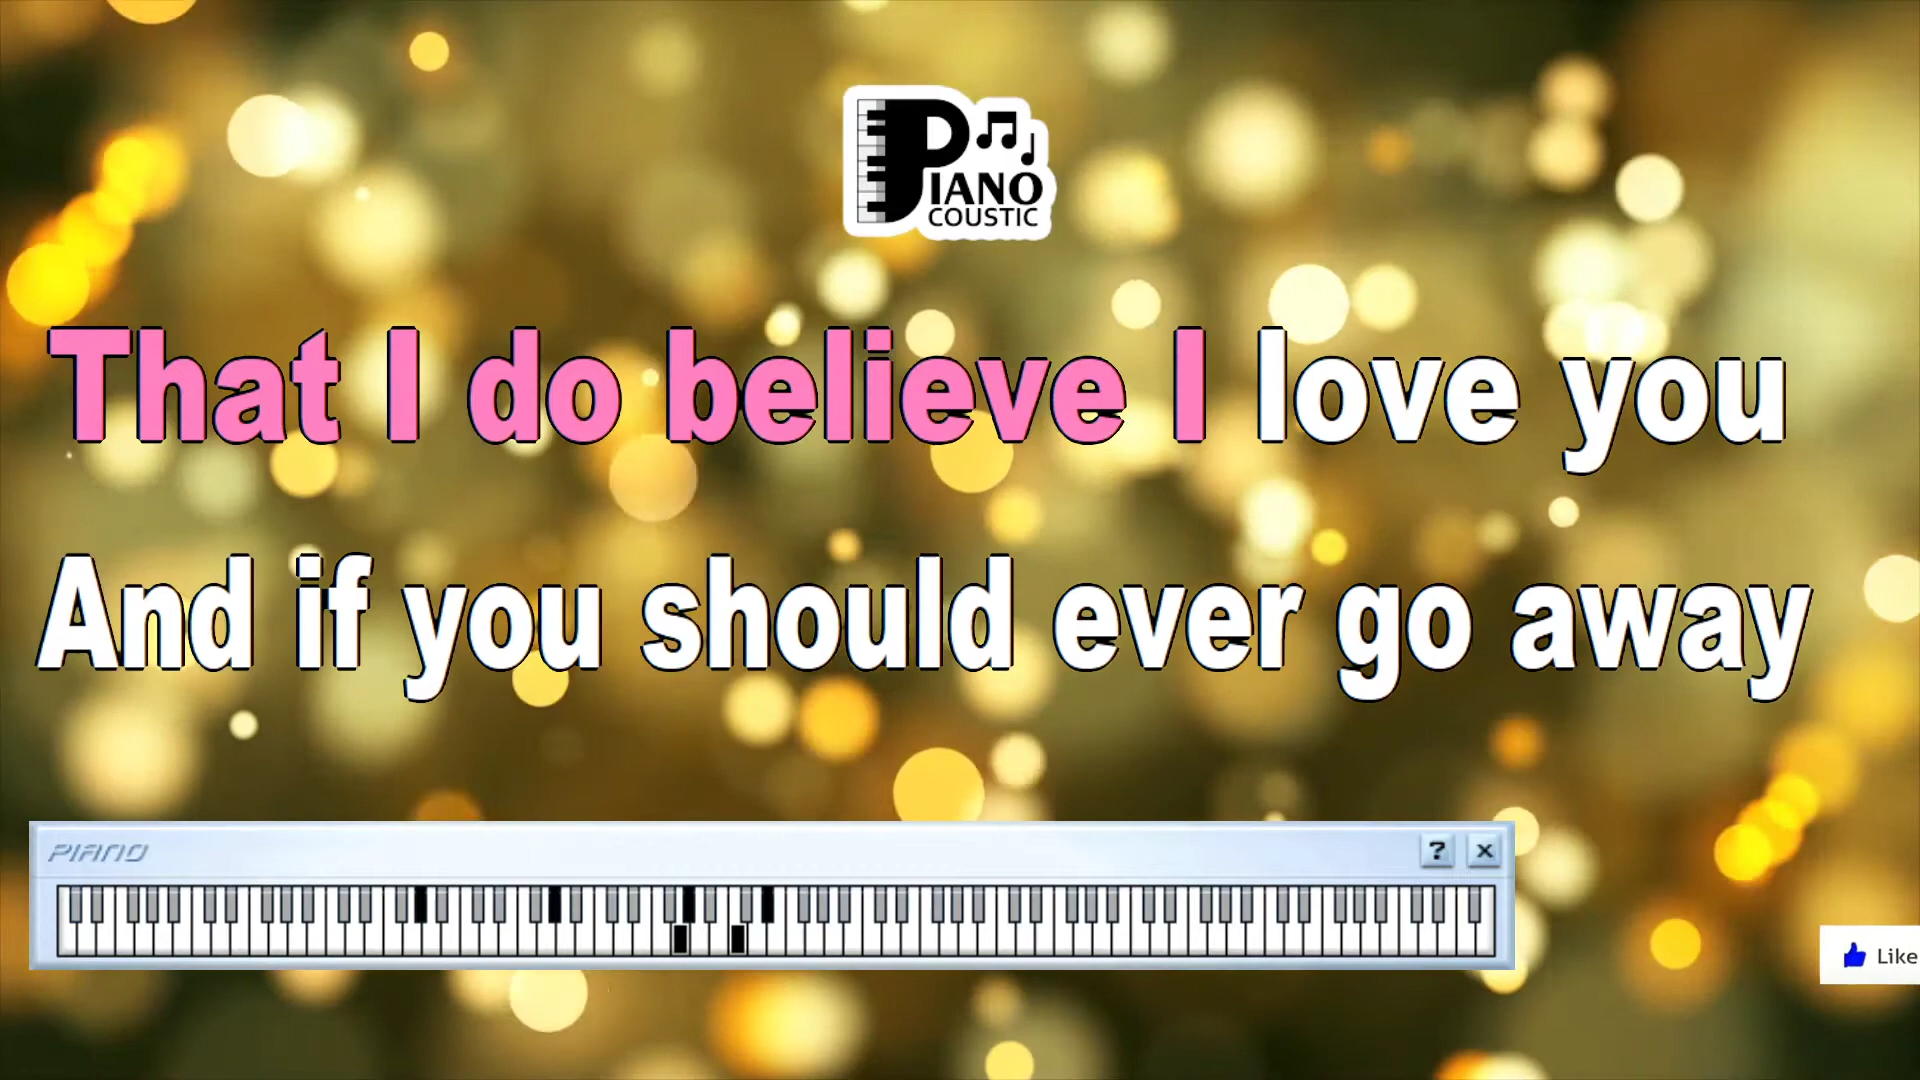 PIANO
COUSTIC
That I do believe I love you
And if you should ever go away
PIANO
? x
Like